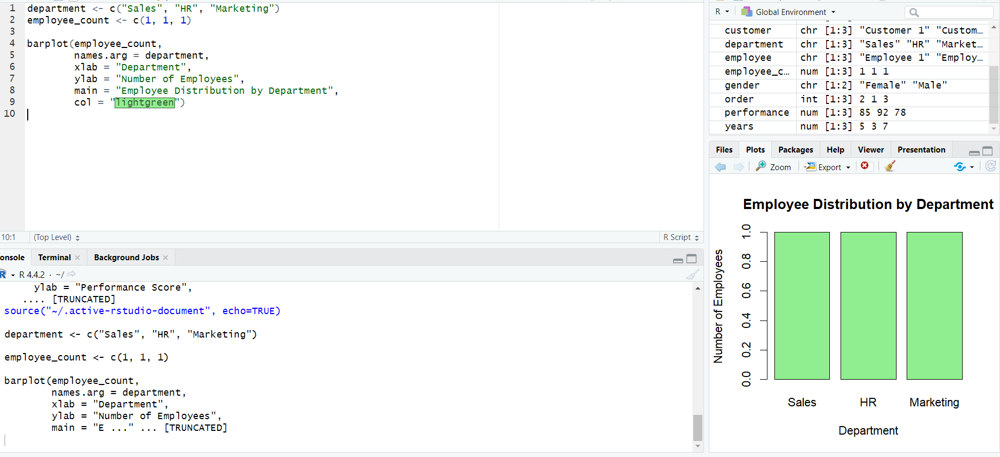 1 department <- c("Sales", "HR", "Marketing")
2 employee_count <- c(1, 1, 1)
3
4 barplot(employee_count,
5 names.arg = department,
6 xlab = "Department",
7 ylab = "Number of Employees",
8 main = "Employee Distribution by Department",
9 col = "lightgreen")
10
10:1 (Top Level) R Script
onsole Terminal Background Jobs
R R 4.4.2 · ~/
ylab = "Performance Score",
.... [TRUNCATED]
source("~/.active-rstudio-document", echo=TRUE)
department <- c("Sales", "HR", "Marketing")
employee_count <- c(1, 1, 1)
barplot(employee_count,
names.arg = department,
xlab = "Department",
ylab = "Number of Employees",
main = "E ..." ... [TRUNCATED]
R Global Environment
customer chr [1:3] "Customer 1" "Custom…
department chr [1:3] "Sales" "HR" "Market…
employee chr [1:3] "Employee 1" "Employ…
employee_c… num [1:3] 1 1 1
gender chr [1:2] "Female" "Male"
order int [1:3] 2 1 3
performance num [1:3] 85 92 78
years num [1:3] 5 3 7
Files Plots Packages Help Viewer Presentation
Zoom Export
Employee Distribution by Department
Number of Employees
1.0
0.8
0.6
0.4
0.2
0.0
Sales HR Marketing
Department